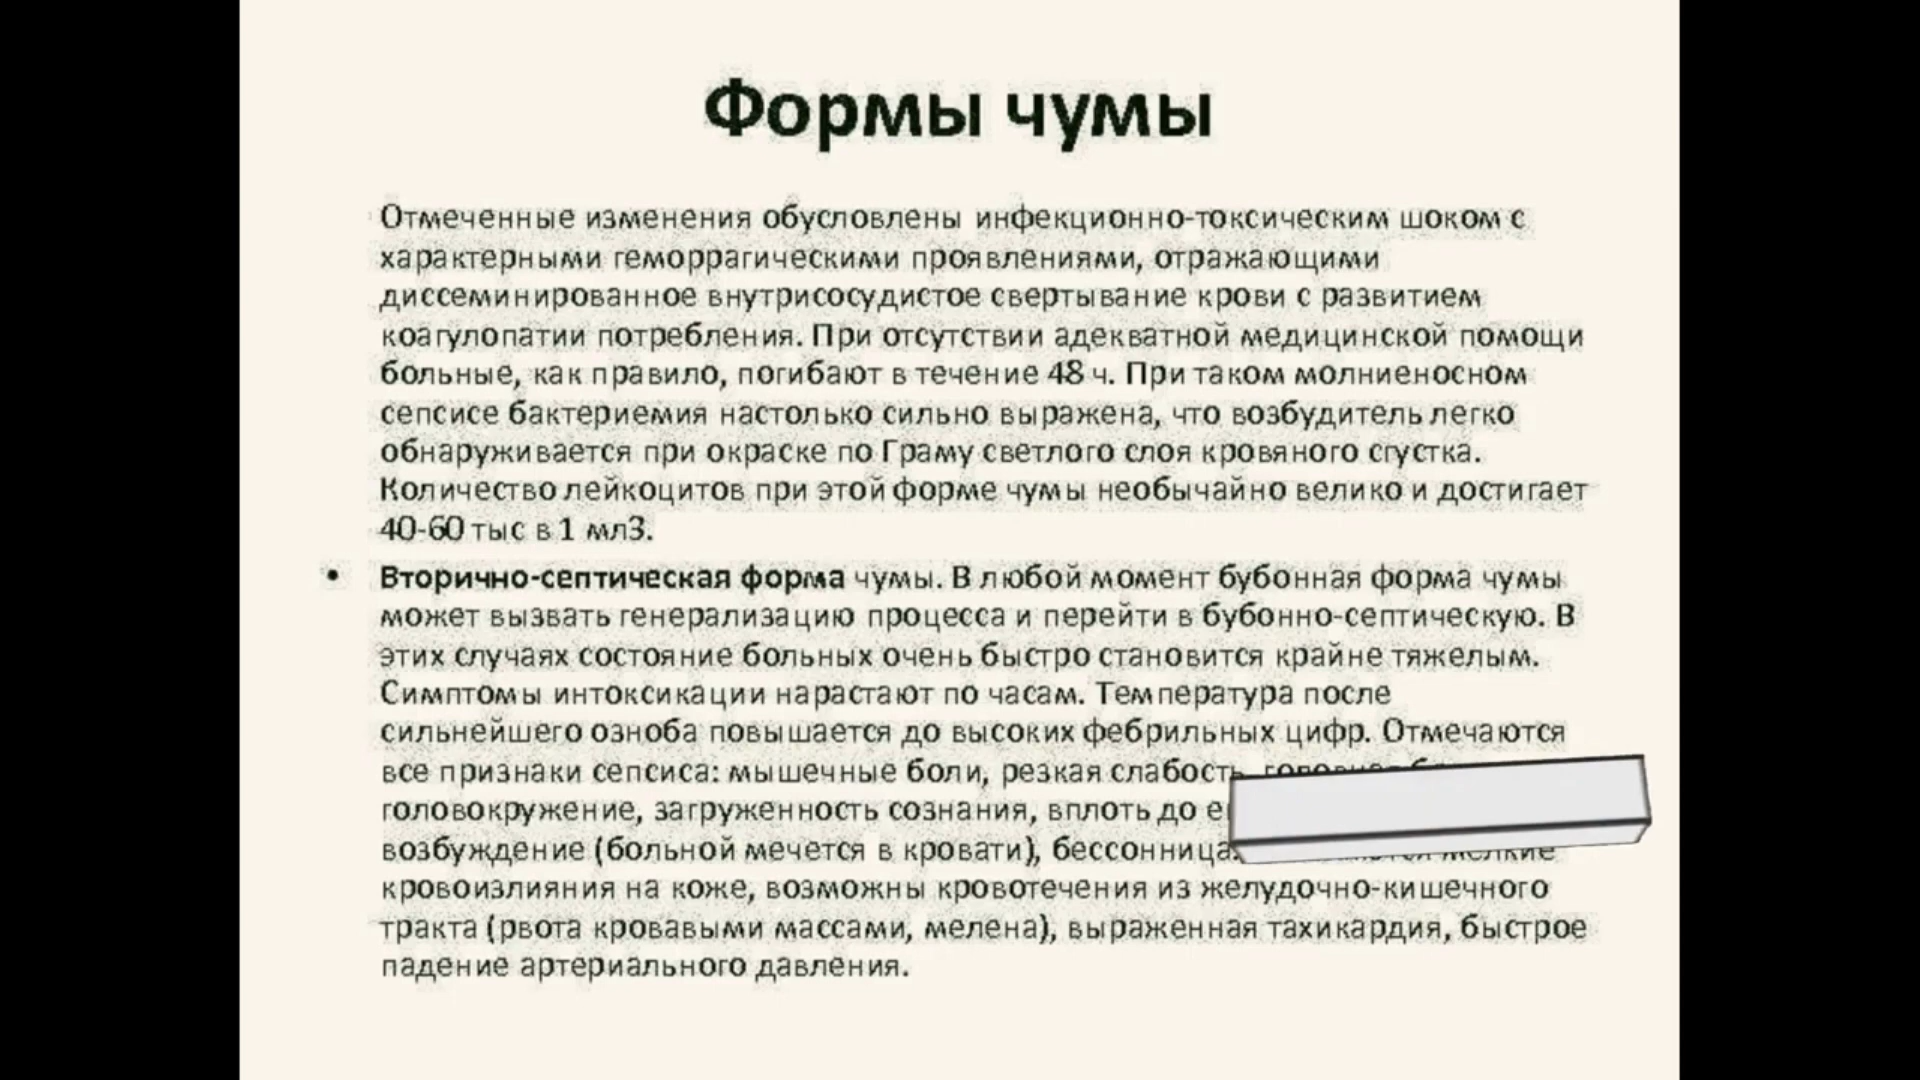 Формы чумы
Отмеченные изменения обусловлены инфекционно-токсическим шоком с
характерными геморрагическими проявлениями, отражающими
диссеминированное внутрисосудистое свертывание крови с развитием
коагулопатии потребления. При отсутствии адекватной медицинской помощи
больные, как правило, погибают в течение 48 ч. При таком молниеносном
сепсисе бактериемия настолько сильно выражена, что возбудитель легко
обнаруживается при окраске по Граму светлого слоя кровяного сгустка.
Количество лейкоцитов при этой форме чумы необычайно велико и достигает
40-60 тыс в 1 мл3.
• Вторично-септическая форма чумы. В любой момент бубонная форма чумы
может вызвать генерализацию процесса и перейти в бубонно-септическую. В
этих случаях состояние больных очень быстро становится крайне тяжелым.
Симптомы интоксикации нарастают по часам. Температура после
сильнейшего озноба повышается до высоких фебрильных цифр. Отмечаются
все признаки сепсиса: мышечные боли, резкая слабость,
головокружение, загруженность сознания, вплоть до
возбуждение (больной мечется в кровати), бессонница. мелкие
кровоизлияния на коже, возможны кровотечения из желудочно-кишечного
тракта (рвота кровавыми массами, мелена), выраженная тахикардия, быстрое
падение артериального давления.